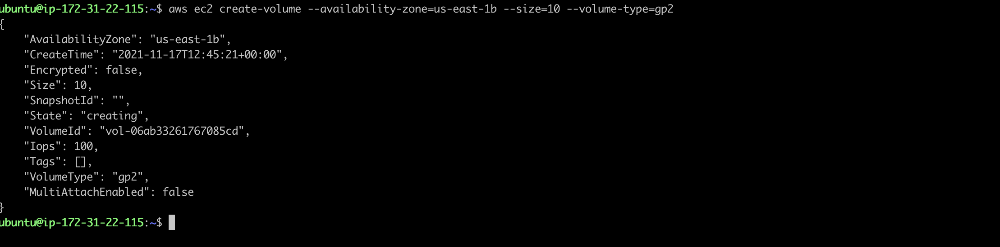 ubuntu@ip-172-31-22-115:~$ aws ec2 create-volume --availability-zone=us-east-1b --size=10 --volume-type=gp2
{
    "AvailabilityZone": "us-east-1b",
    "CreateTime": "2021-11-17T12:45:21+00:00",
    "Encrypted": false,
    "Size": 10,
    "SnapshotId": "",
    "State": "creating",
    "VolumeId": "vol-06ab33261767085cd",
    "Iops": 100,
    "Tags": [],
    "VolumeType": "gp2",
    "MultiAttachEnabled": false
}
ubuntu@ip-172-31-22-115:~$